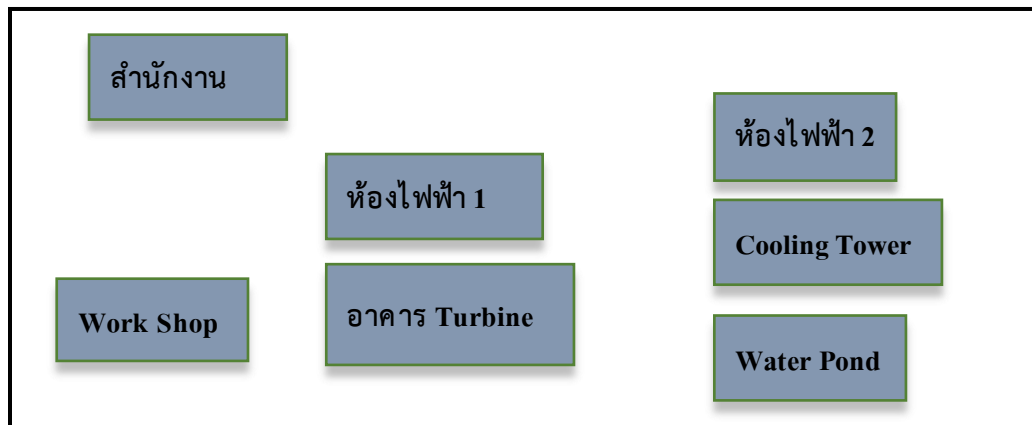 สำนักงาน
ห้องไฟฟ้า 2
ห้องไฟฟ้า 1
Cooling Tower
Work Shop
อาคาร Turbine
Water Pond